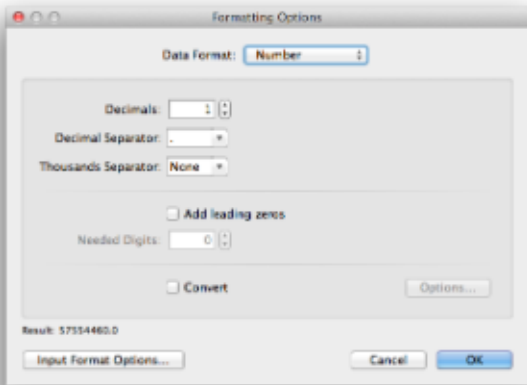 Formatting Options
Data Format: Number
Decimals: 1
Decimal Separator: .
Thousands Separator: None
Add leading zeros
Needed Digits: 0
Convert Options...
Result: 57554460.0
Input Format Options... Cancel OK